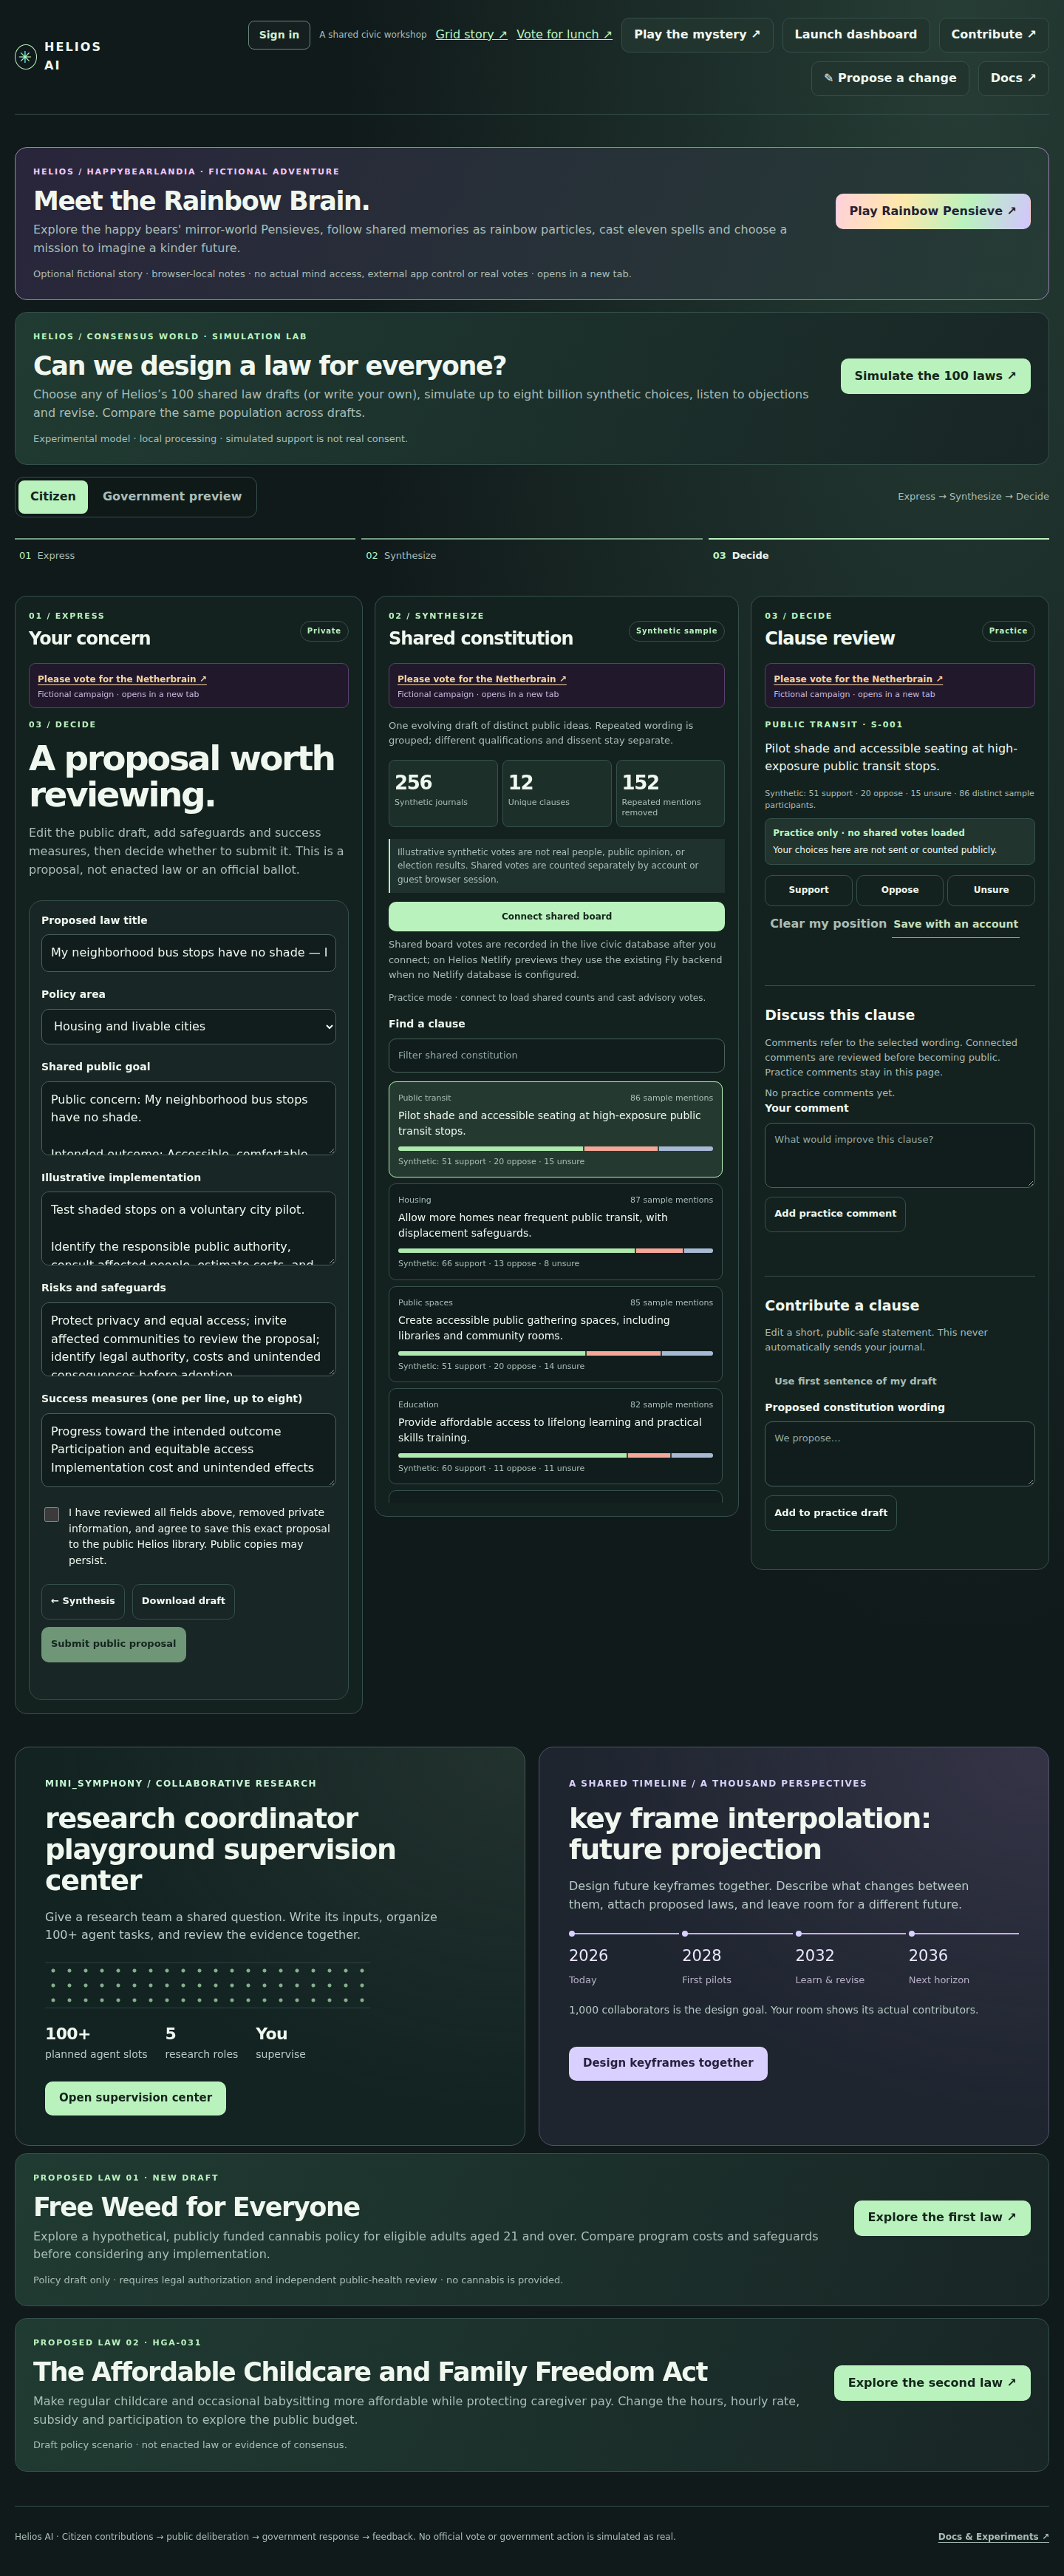 HELIOS
AI
Sign in
A shared civic workshop
Grid story ↗
Vote for lunch ↗
Play the mystery ↗
Launch dashboard
Contribute ↗
✎ Propose a change
Docs ↗
HELIOS / HAPPYBEARLANDIA · FICTIONAL ADVENTURE
Meet the Rainbow Brain.
Explore the happy bears' mirror-world Pensieves, follow shared memories as rainbow particles, cast eleven spells and choose a
mission to imagine a kinder future.
Optional fictional story · browser-local notes · no actual mind access, external app control or real votes · opens in a new tab.
Play Rainbow Pensieve ↗
HELIOS / CONSENSUS WORLD · SIMULATION LAB
Can we design a law for everyone?
Choose any of Helios’s 100 shared law drafts (or write your own), simulate up to eight billion synthetic choices, listen to objections
and revise. Compare the same population across drafts.
Experimental model · local processing · simulated support is not real consent.
Simulate the 100 laws ↗
Citizen
Government preview
Express → Synthesize → Decide
01 Express
02 Synthesize
03 Decide
01 / EXPRESS
Your concern
Private
Please vote for the Netherbrain ↗
Fictional campaign · opens in a new tab
03 / DECIDE
A proposal worth
reviewing.
Edit the public draft, add safeguards and success
measures, then decide whether to submit it. This is a
proposal, not enacted law or an official ballot.
Proposed law title
My neighborhood bus stops have no shade —
Policy area
Housing and livable cities
Shared public goal
Public concern: My neighborhood bus stops
have no shade.
Intended outcome: Accessible, comfortable
Illustrative implementation
Test shaded stops on a voluntary city pilot.
Identify the responsible public authority,
consult affected people, estimate costs, and
Risks and safeguards
Protect privacy and equal access; invite
affected communities to review the proposal;
identify legal authority, costs and unintended
consequences before adoption
Success measures (one per line, up to eight)
Progress toward the intended outcome
Participation and equitable access
Implementation cost and unintended effects
I have reviewed all fields above, removed private
information, and agree to save this exact proposal
to the public Helios library. Public copies may
persist.
← Synthesis
Download draft
Submit public proposal
02 / SYNTHESIZE
Shared constitution
Synthetic sample
Please vote for the Netherbrain ↗
Fictional campaign · opens in a new tab
One evolving draft of distinct public ideas. Repeated wording is
grouped; different qualifications and dissent stay separate.
256
Synthetic journals
12
Unique clauses
152
Repeated mentions
removed
Illustrative synthetic votes are not real people, public opinion, or
election results. Shared votes are counted separately by account or
guest browser session.
Connect shared board
Shared board votes are recorded in the live civic database after you
connect; on Helios Netlify previews they use the existing Fly backend
when no Netlify database is configured.
Practice mode · connect to load shared counts and cast advisory votes.
Find a clause
Filter shared constitution
Public transit
86 sample mentions
Pilot shade and accessible seating at high-exposure public
transit stops.
Synthetic: 51 support · 20 oppose · 15 unsure
Housing
87 sample mentions
Allow more homes near frequent public transit, with
displacement safeguards.
Synthetic: 66 support · 13 oppose · 8 unsure
Public spaces
85 sample mentions
Create accessible public gathering spaces, including
libraries and community rooms.
Synthetic: 51 support · 20 oppose · 14 unsure
Education
82 sample mentions
Provide affordable access to lifelong learning and practical
skills training.
Synthetic: 60 support · 11 oppose · 11 unsure
03 / DECIDE
Clause review
Practice
Please vote for the Netherbrain ↗
Fictional campaign · opens in a new tab
PUBLIC TRANSIT · S-001
Pilot shade and accessible seating at high-
exposure public transit stops.
Synthetic: 51 support · 20 oppose · 15 unsure · 86 distinct sample
participants.
Practice only · no shared votes loaded
Your choices here are not sent or counted publicly.
Support
Oppose
Unsure
Clear my position
Save with an account
Discuss this clause
Comments refer to the selected wording. Connected
comments are reviewed before becoming public.
Practice comments stay in this page.
No practice comments yet.
Your comment
What would improve this clause?
Add practice comment
Contribute a clause
Edit a short, public-safe statement. This never
automatically sends your journal.
Use first sentence of my draft
Proposed constitution wording
We propose...
Add to practice draft
MINI_SYMPHONY / COLLABORATIVE RESEARCH
research coordinator
playground supervision
center
Give a research team a shared question. Write its inputs, organize
100+ agent tasks, and review the evidence together.
100+
planned agent slots
5
research roles
You
supervise
Open supervision center
A SHARED TIMELINE / A THOUSAND PERSPECTIVES
key frame interpolation:
future projection
Design future keyframes together. Describe what changes between
them, attach proposed laws, and leave room for a different future.
2026
Today
2028
First pilots
2032
Learn & revise
2036
Next horizon
1,000 collaborators is the design goal. Your room shows its actual contributors.
Design keyframes together
PROPOSED LAW 01 · NEW DRAFT
Free Weed for Everyone
Explore a hypothetical, publicly funded cannabis policy for eligible adults aged 21 and over. Compare program costs and safeguards
before considering any implementation.
Policy draft only · requires legal authorization and independent public-health review · no cannabis is provided.
Explore the first law ↗
PROPOSED LAW 02 · HGA-031
The Affordable Childcare and Family Freedom Act
Make regular childcare and occasional babysitting more affordable while protecting caregiver pay. Change the hours, hourly rate,
subsidy and participation to explore the public budget.
Draft policy scenario · not enacted law or evidence of consensus.
Explore the second law ↗
Helios AI · Citizen contributions → public deliberation → government response → feedback. No official vote or government action is simulated as real.
Docs & Experiments ↗